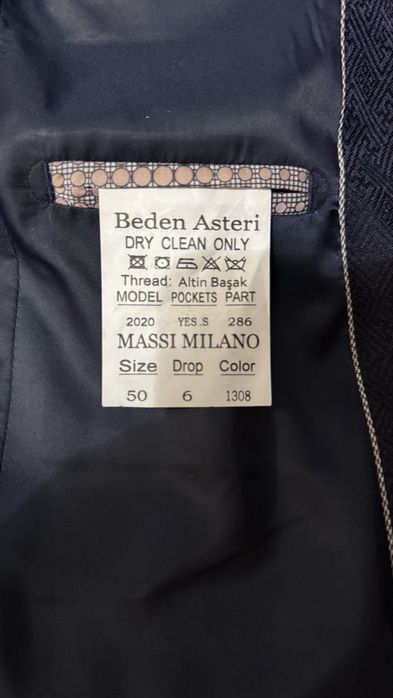 Beden Asteri
DRY CLEAN ONLY
Thread: Altin Başak
MODEL POCKETS PART
2020 YES.S 286
MASSI MILANO
Size Drop Color
50 6 1308